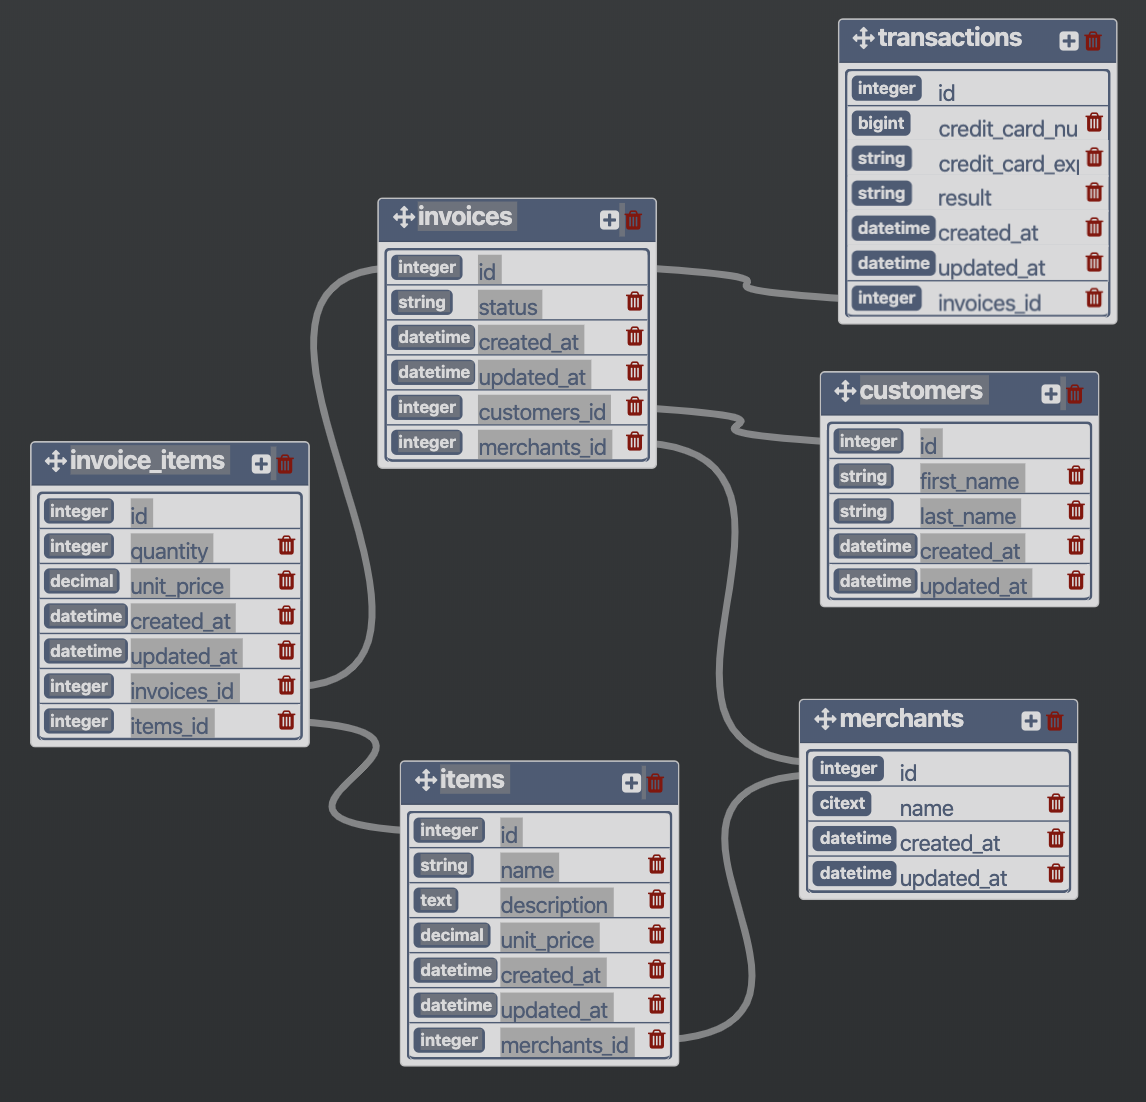 transactions
integer id
bigint credit_card_nu
string credit_card_exp
string result
datetime created_at
datetime updated_at
integer invoices_id
invoices
integer id
string status
datetime created_at
datetime updated_at
integer customers_id
integer merchants_id
customers
integer id
string first_name
string last_name
datetime created_at
datetime updated_at
invoice_items
integer id
integer quantity
decimal unit_price
datetime created_at
datetime updated_at
integer invoices_id
integer items_id
merchants
integer id
citext name
datetime created_at
datetime updated_at
items
integer id
string name
text description
decimal unit_price
datetime created_at
datetime updated_at
integer merchants_id